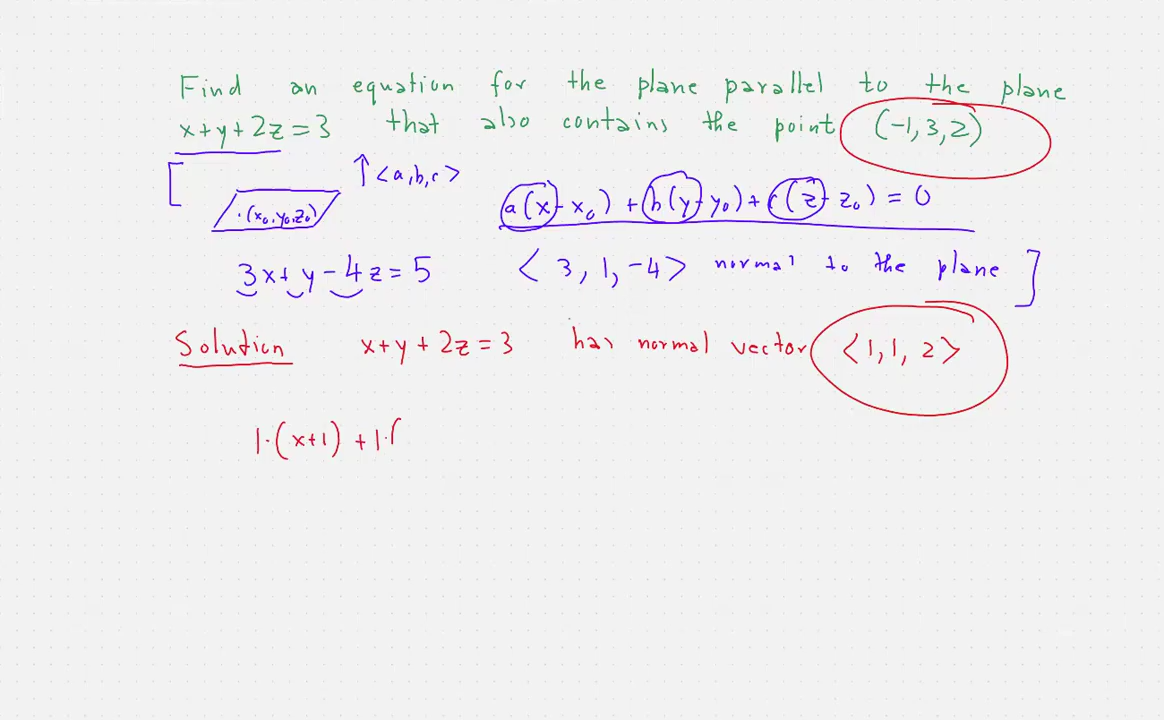 Find an equation for the plane parallel to the plane
x+y+2z=3 that also contains the point (-1,3,2)
[ ↑<a,b,c>
·(x₀,y₀,z₀) a(x-x₀)+b(y-y₀)+c(z-z₀)=0
3x+y-4z=5 <3,1,-4> normal to the plane ]
Solution x+y+2z=3 has normal vector <1,1,2>
1·(x+1)+1·(